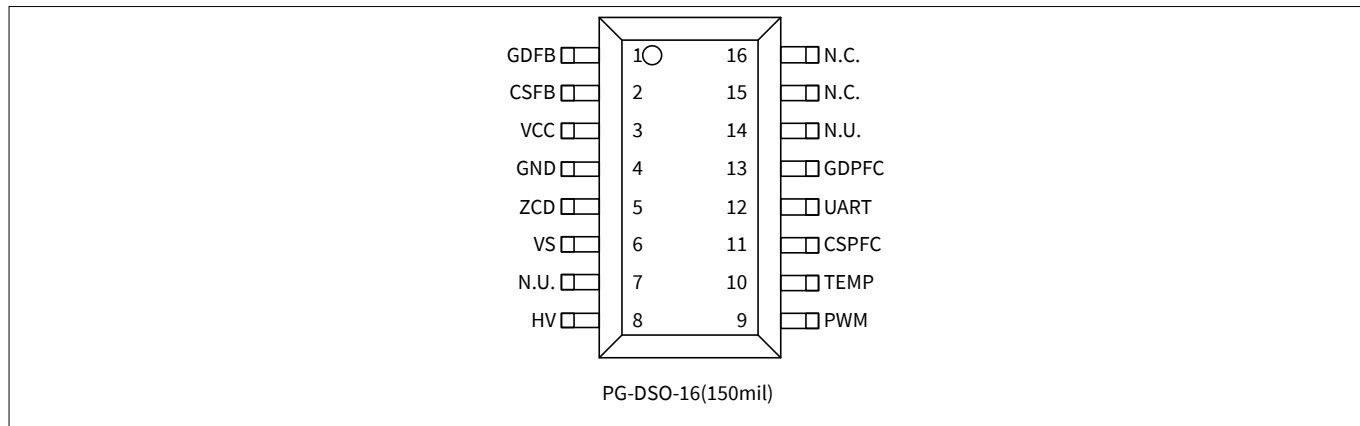 GDFB 1 16 N.C.
CSFB 2 15 N.C.
VCC 3 14 N.U.
GND 4 13 GDPFC
ZCD 5 12 UART
VS 6 11 CSPFC
N.U. 7 10 TEMP
HV 8 9 PWM
PG-DSO-16(150mil)